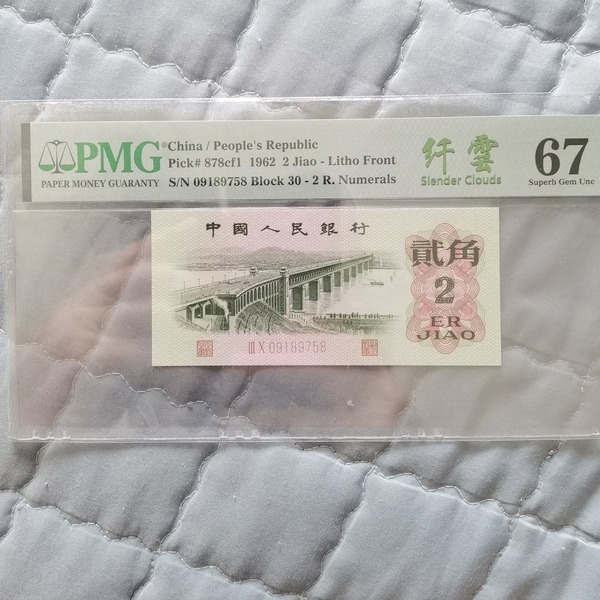 PMG
PAPER MONEY GUARANTY
China / People's Republic
Pick# 878cf1 1962 2 Jiao - Litho Front
S/N 09189758 Block 30 - 2 R. Numerals
纤雲
Slender Clouds
67
Superb Gem Unc
中國人民銀行
貳角
2
ER
JIAO
III X 09189758